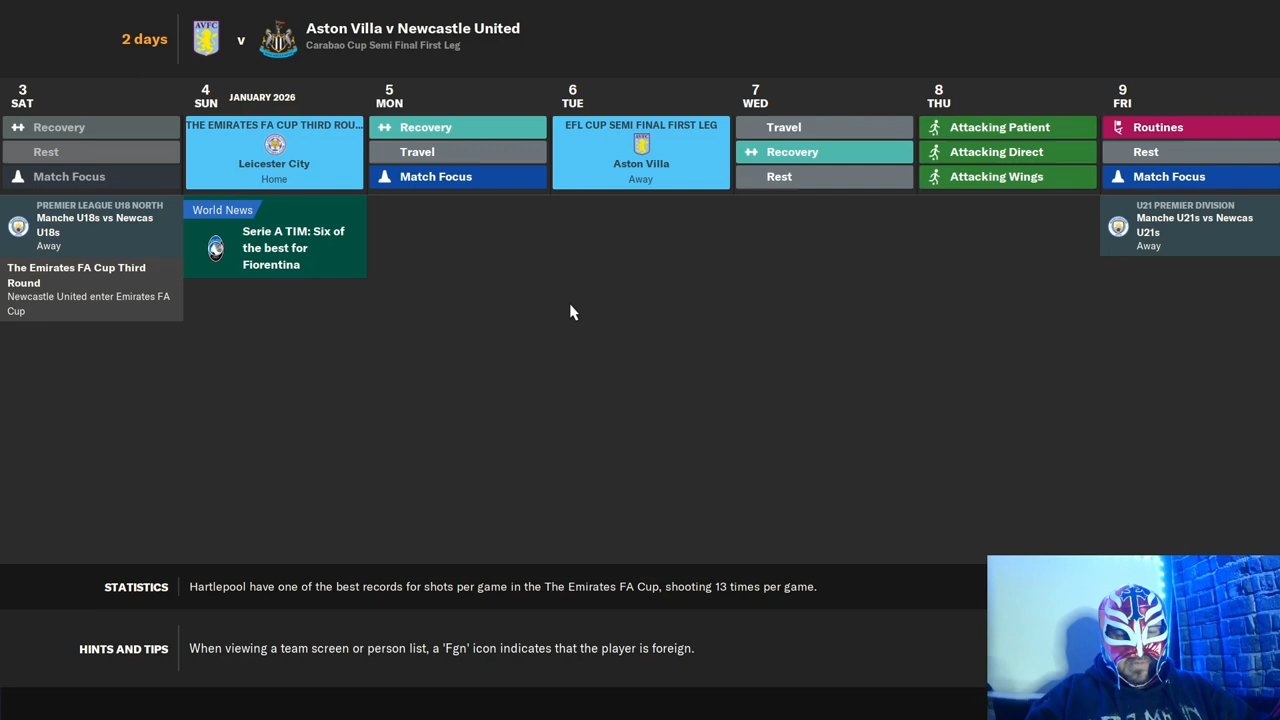 2 days
AVFC
v
Aston Villa v Newcastle United
Carabao Cup Semi Final First Leg
3
SAT
4
SUN
JANUARY 2026
5
MON
6
TUE
7
WED
8
THU
9
FRI
Recovery
Rest
Match Focus
THE EMIRATES FA CUP THIRD ROU...
Leicester City
Home
Recovery
Travel
Match Focus
EFL CUP SEMI FINAL FIRST LEG
Aston Villa
Away
Travel
Recovery
Rest
Attacking Patient
Attacking Direct
Attacking Wings
Routines
Rest
Match Focus
PREMIER LEAGUE U18 NORTH
Manche U18s vs Newcas
U18s
Away
The Emirates FA Cup Third
Round
Newcastle United enter Emirates FA
Cup
World News
Serie A TIM: Six of
the best for
Fiorentina
U21 PREMIER DIVISION
Manche U21s vs Newcas
U21s
Away
STATISTICS
Hartlepool have one of the best records for shots per game in the The Emirates FA Cup, shooting 13 times per game.
HINTS AND TIPS
When viewing a team screen or person list, a 'Fgn' icon indicates that the player is foreign.